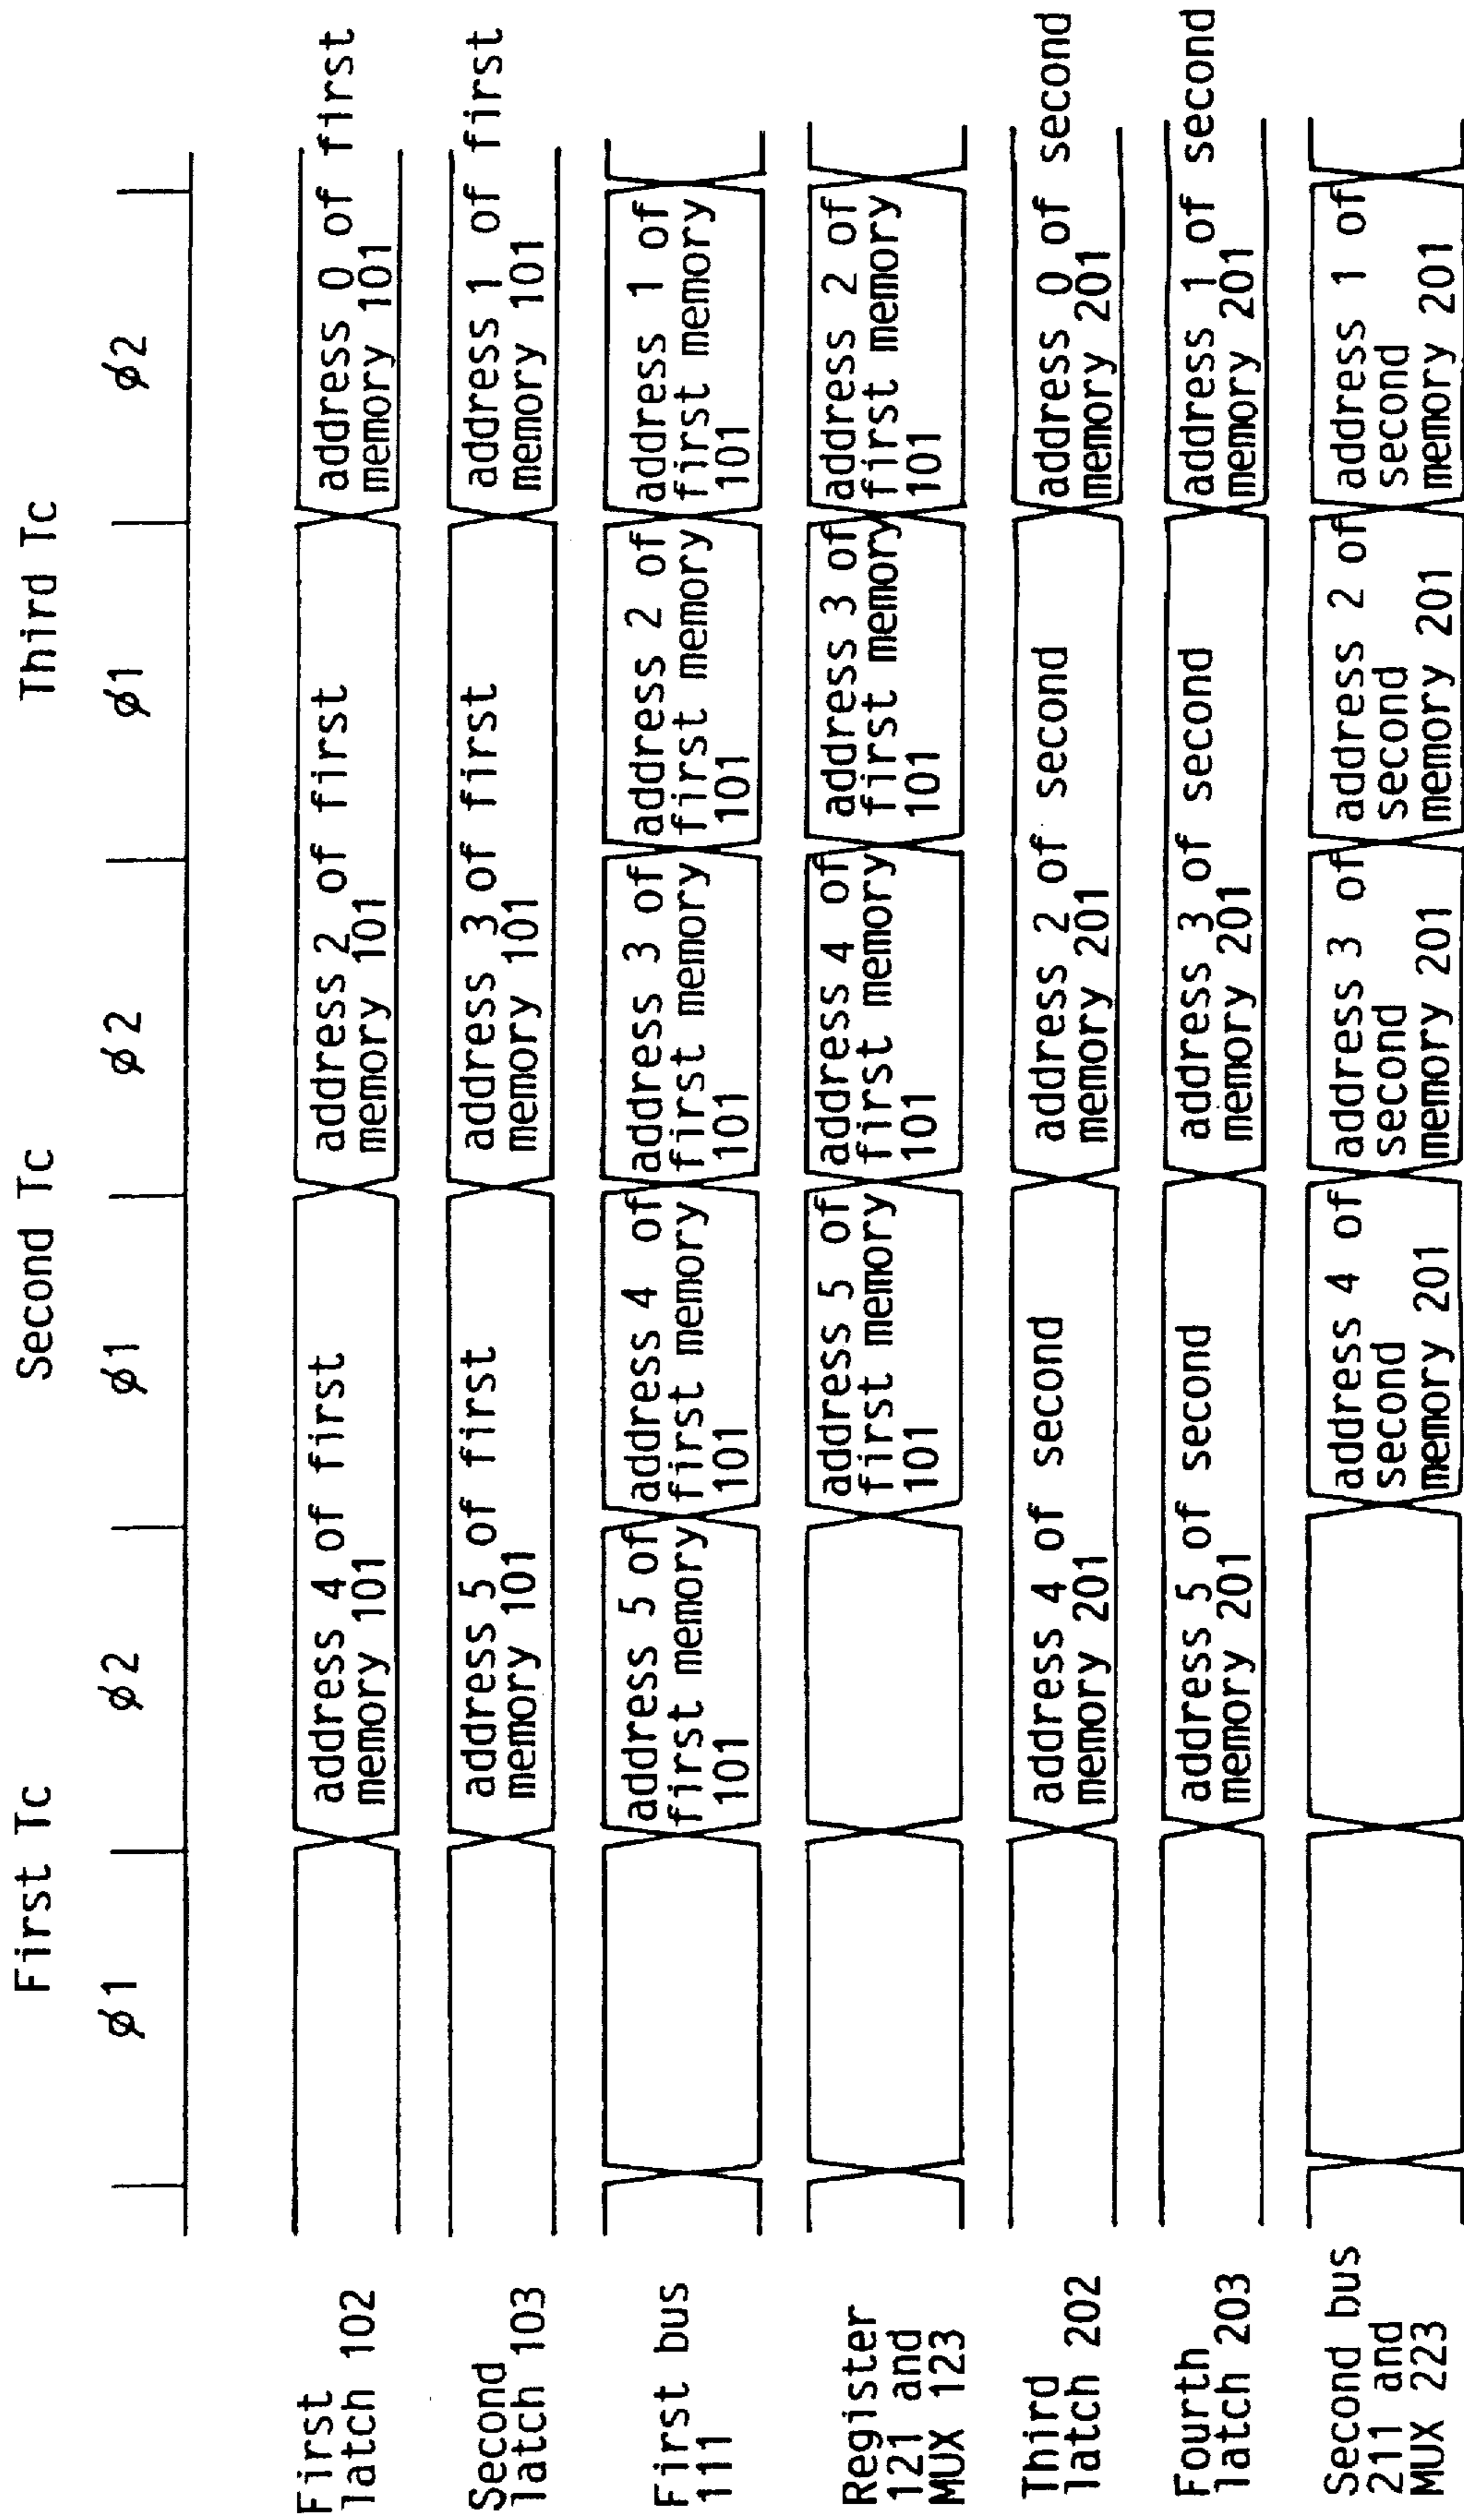 First Tc Second Tc Third Tc
ø1 ø2 ø1 ø2 ø1 ø2
First
latch 102
address 4 of first
memory 101
address 2 of first
memory 101
address 0 of first
memory 101
Second
latch 103
address 5 of first
memory 101
address 3 of first
memory 101
address 1 of first
memory 101
First bus
111
address 5 of
first memory
101
address 4 of
first memory
101
address 3 of
first memory
101
address 2 of
first memory
101
address 1 of
first memory
101
Register
121 and
MUX 123
address 5 of
first memory
101
address 4 of
first memory
101
address 3 of
first memory
101
address 2 of
first memory
101
Third
latch 202
address 4 of second
memory 201
address 2 of second
memory 201
address 0 of second
memory 201
Fourth
latch 203
address 5 of second
memory 201
address 3 of second
memory 201
address 1 of second
memory 201
Second bus
211 and
MUX 223
address 4 of
second
memory 201
address 3 of
second
memory 201
address 2 of
second
memory 201
address 1 of
second
memory 201